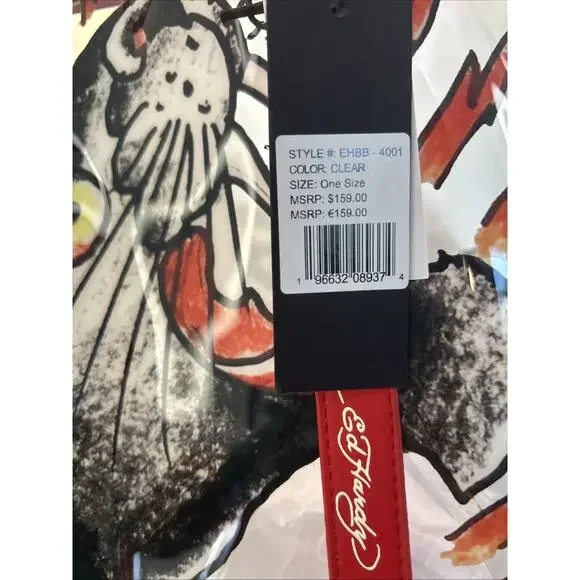 STYLE #: EHBB - 4001
COLOR: CLEAR
SIZE: One Size
MSRP: $159.00
MSRP: €159.00
1 96632 08937 4
Ed Hardy